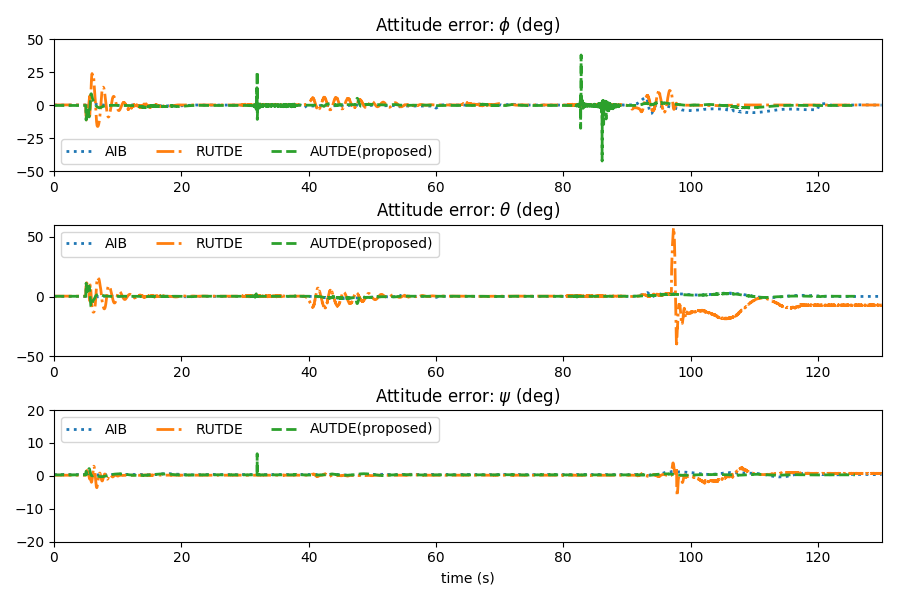 Attitude error: ϕ (deg)
50
25
0
−25
−50
AIB RUTDE AUTDE(proposed)
0 20 40 60 80 100 120
Attitude error: θ (deg)
50
0
−50
AIB RUTDE AUTDE(proposed)
0 20 40 60 80 100 120
Attitude error: ψ (deg)
20
10
0
−10
−20
AIB RUTDE AUTDE(proposed)
0 20 40 60 80 100 120
time (s)